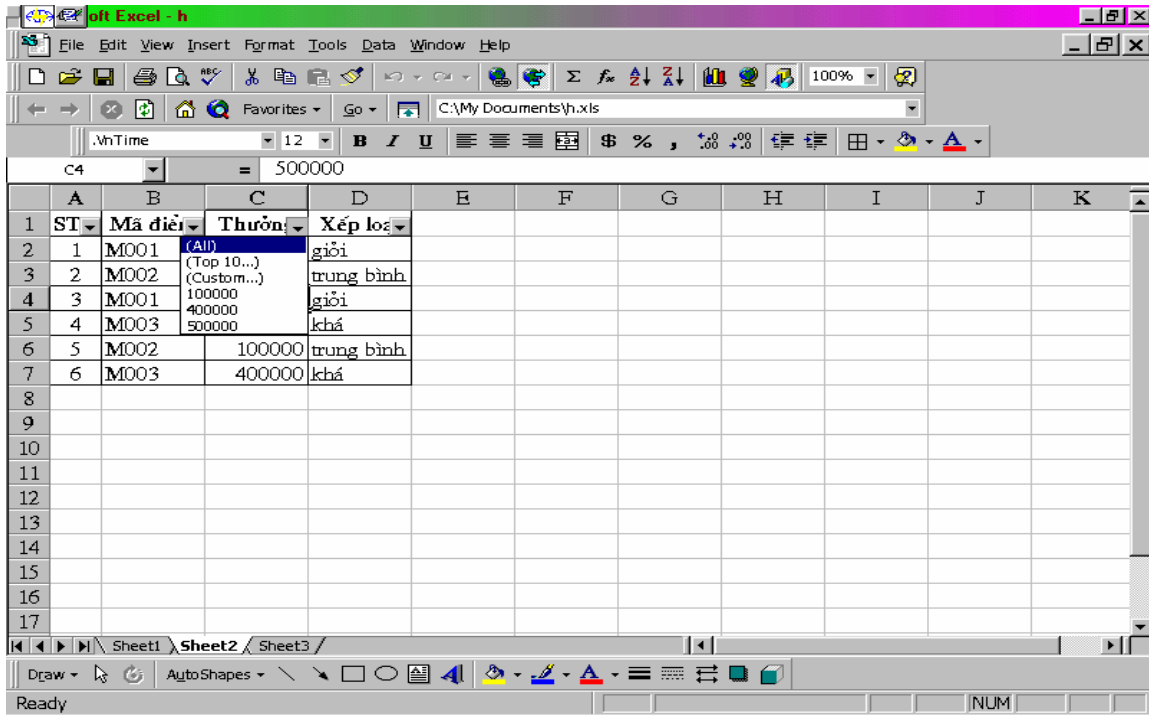 oft Excel - h
File Edit View Insert Format Tools Data Window Help
100%
Favorites Go C:\My Documents\h.xls
.VnTime 12 B I U $ % ,
C4 = 500000
A B C D E F G H I J K
1 ST Mã điểi Thưởn Xếp loạ
2 1 M001 (All) giỏi
(Top 10...)
3 2 M002 (Custom...) trung bình
4 3 M001 100000 giỏi
400000
5 4 M003 500000 khá
6 5 M002 100000 trung bình
7 6 M003 400000 khá
8
9
10
11
12
13
14
15
16
17
Sheet1 Sheet2 Sheet3
Draw AutoShapes
Ready NUM